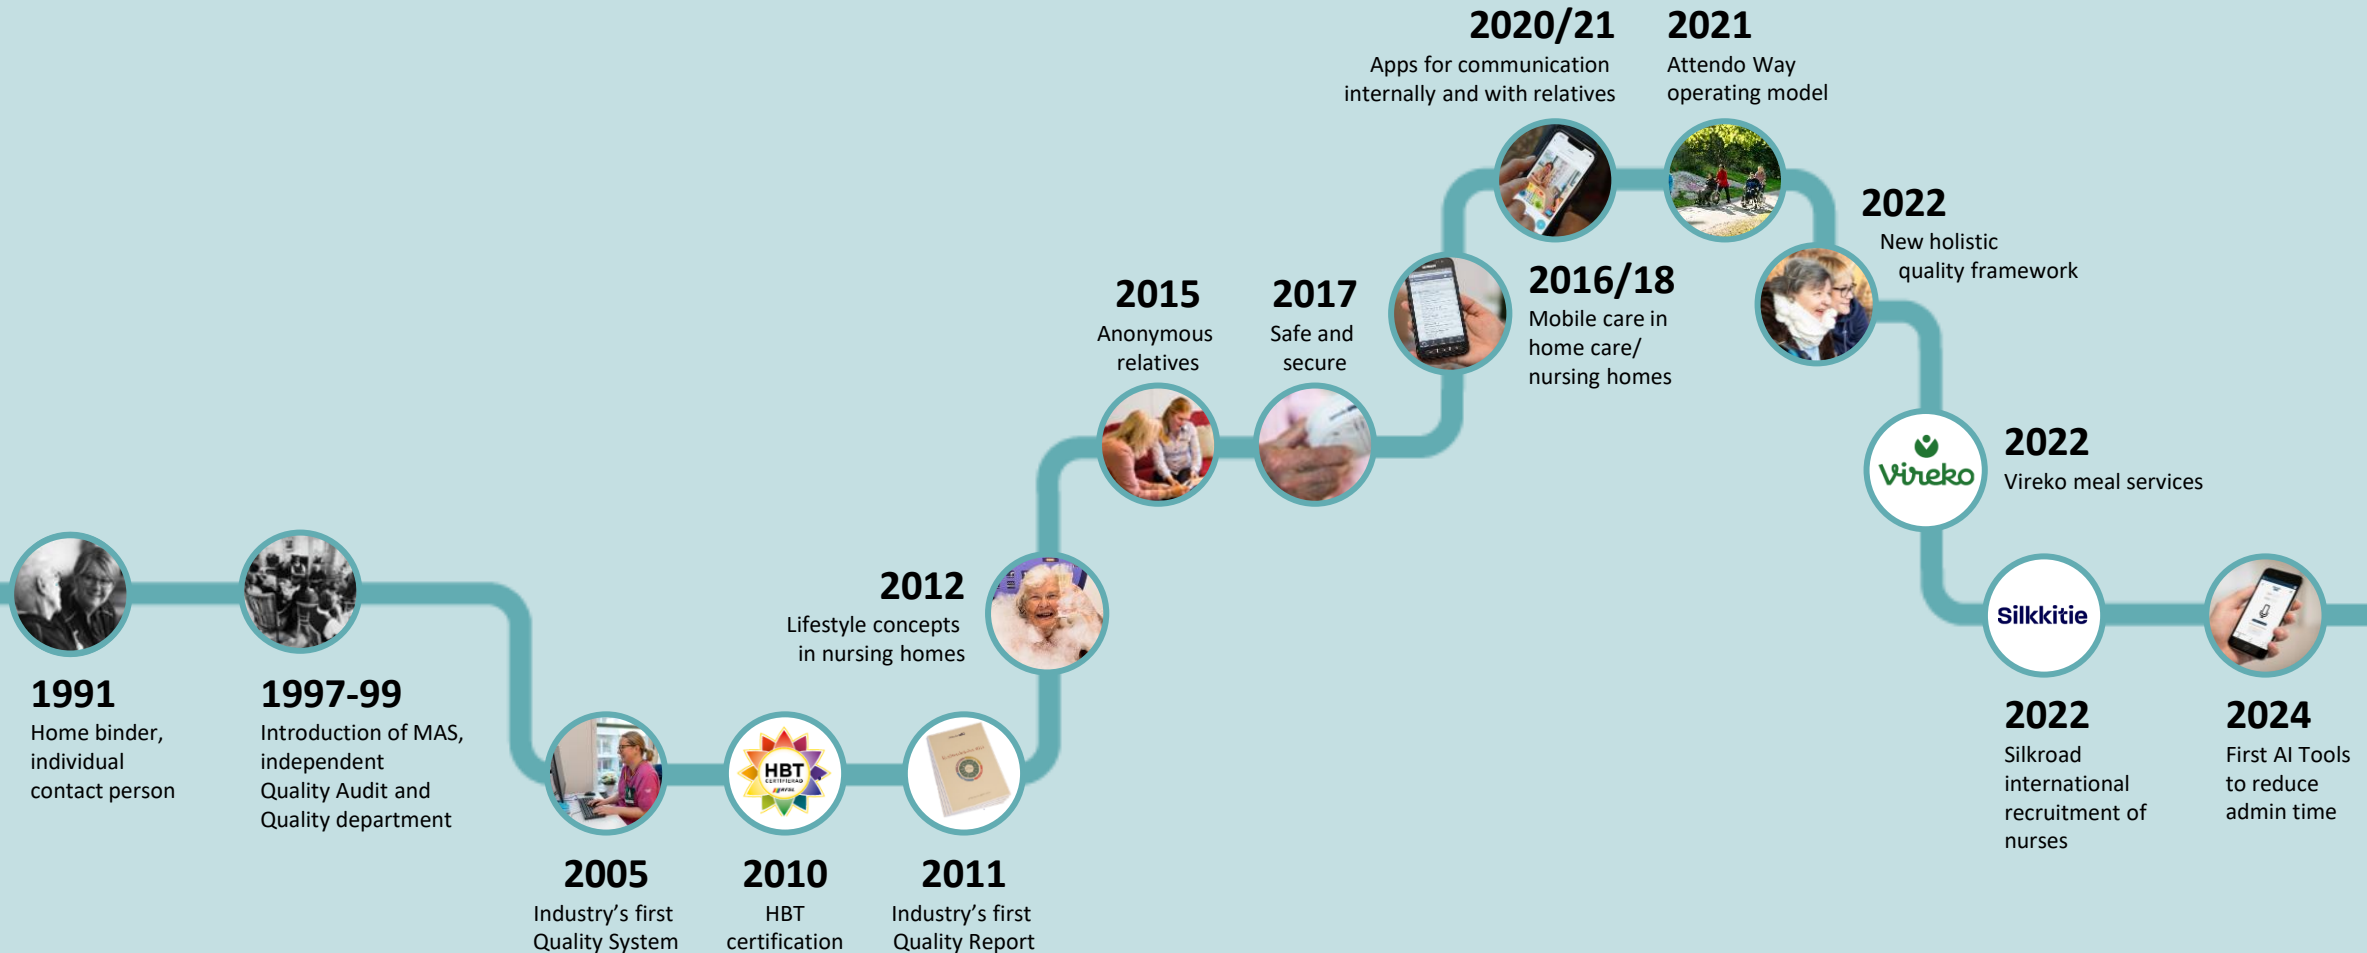 1991
Home binder,
individual
contact person
1997-99
Introduction of MAS,
independent
Quality Audit and
Quality department
2005
Industry's first
Quality System
HBT
CERTIFIERAD
2010
HBT
certification
2011
Industry's first
Quality Report
2012
Lifestyle concepts
in nursing homes
2015
Anonymous
relatives
2017
Safe and
secure
2016/18
Mobile care in
home care/
nursing homes
2020/21
Apps for communication
internally and with relatives
2021
Attendo Way
operating model
2022
New holistic
quality framework
Vireko
2022
Vireko meal services
Silkkitie
2022
Silkroad
international
recruitment of
nurses
2024
First AI Tools
to reduce
admin time